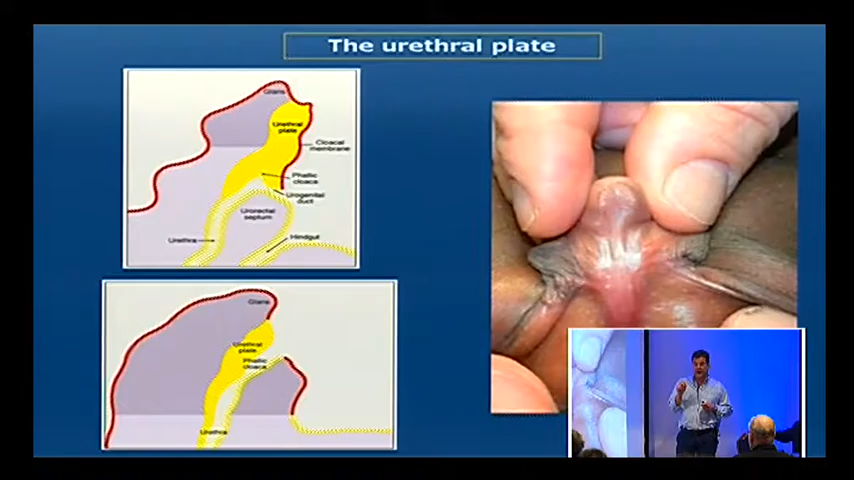 The urethral plate
Glans
Urethral
plate
Cloacal
membrane
Phallic
cloaca
Urogenital
duct
Urorectal
septum
Urethra
Hindgut
Glans
Urethral
plate
Phallic
cloaca
Urethra